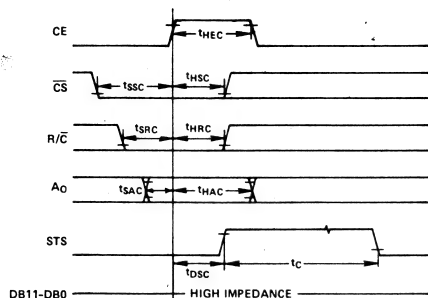 CE
tHEC
CS
tSSC
tHSC
R/C
tSRC
tHRC
A0
tSAC
tHAC
STS
tDSC
tC
DB11-DB0
HIGH IMPEDANCE